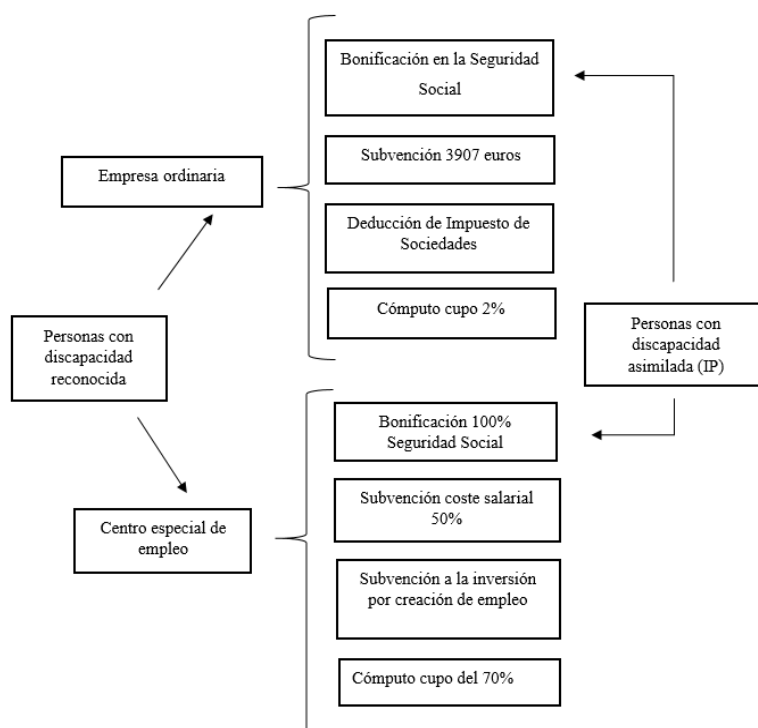 Bonificación en la Seguridad
Social
Subvención 3907 euros
Empresa ordinaria
Deducción de Impuesto de
Sociedades
Cómputo cupo 2%
Personas con
discapacidad
reconocida
Personas con
discapacidad
asimilada (IP)
Bonificación 100%
Seguridad Social
Subvención coste salarial
50%
Centro especial de
empleo
Subvención a la inversión
por creación de empleo
Cómputo cupo del 70%